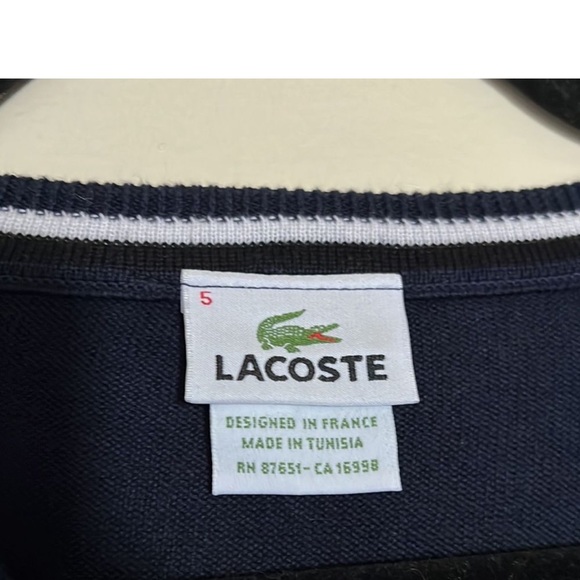 5
LACOSTE
DESIGNED IN FRANCE
MADE IN TUNISIA
RN 87651-CA 16998